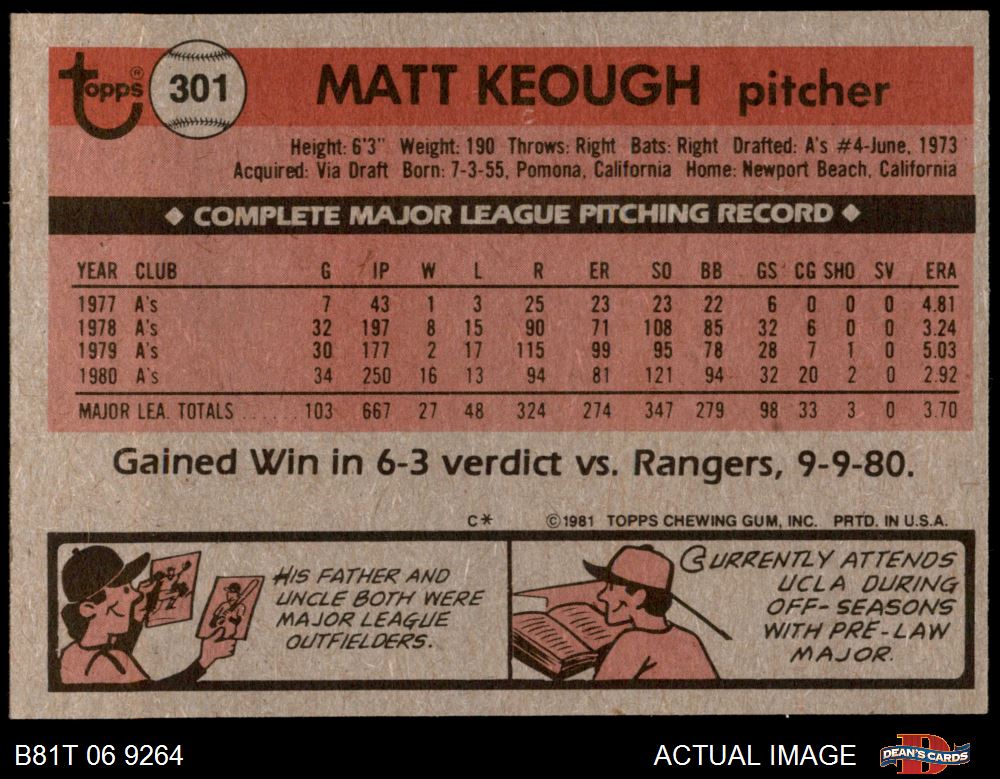 topps® 301 MATT KEOUGH pitcher
Height: 6'3" Weight: 190 Throws: Right Bats: Right Drafted: A's #4-June, 1973
Acquired: Via Draft Born: 7-3-55, Pomona, California Home: Newport Beach, California
◆ COMPLETE MAJOR LEAGUE PITCHING RECORD ◆
YEAR CLUB G IP W L R ER SO BB GS CG SHO SV ERA
1977 A's 7 43 1 3 25 23 23 22 6 0 0 0 4.81
1978 A's 32 197 8 15 90 71 108 85 32 6 0 0 3.24
1979 A's 30 177 2 17 115 99 95 78 28 7 1 0 5.03
1980 A's 34 250 16 13 94 81 121 94 32 20 2 0 2.92
MAJOR LEA. TOTALS ...... 103 667 27 48 324 274 347 279 98 33 3 0 3.70
Gained Win in 6-3 verdict vs. Rangers, 9-9-80.
C* ©1981 TOPPS CHEWING GUM, INC. PRTD. IN U.S.A.
HIS FATHER AND
UNCLE BOTH WERE
MAJOR LEAGUE
OUTFIELDERS.
CURRENTLY ATTENDS
UCLA DURING
OFF-SEASONS
WITH PRE-LAW
MAJOR.
B81T 06 9264 ACTUAL IMAGE DEAN'S CARDS